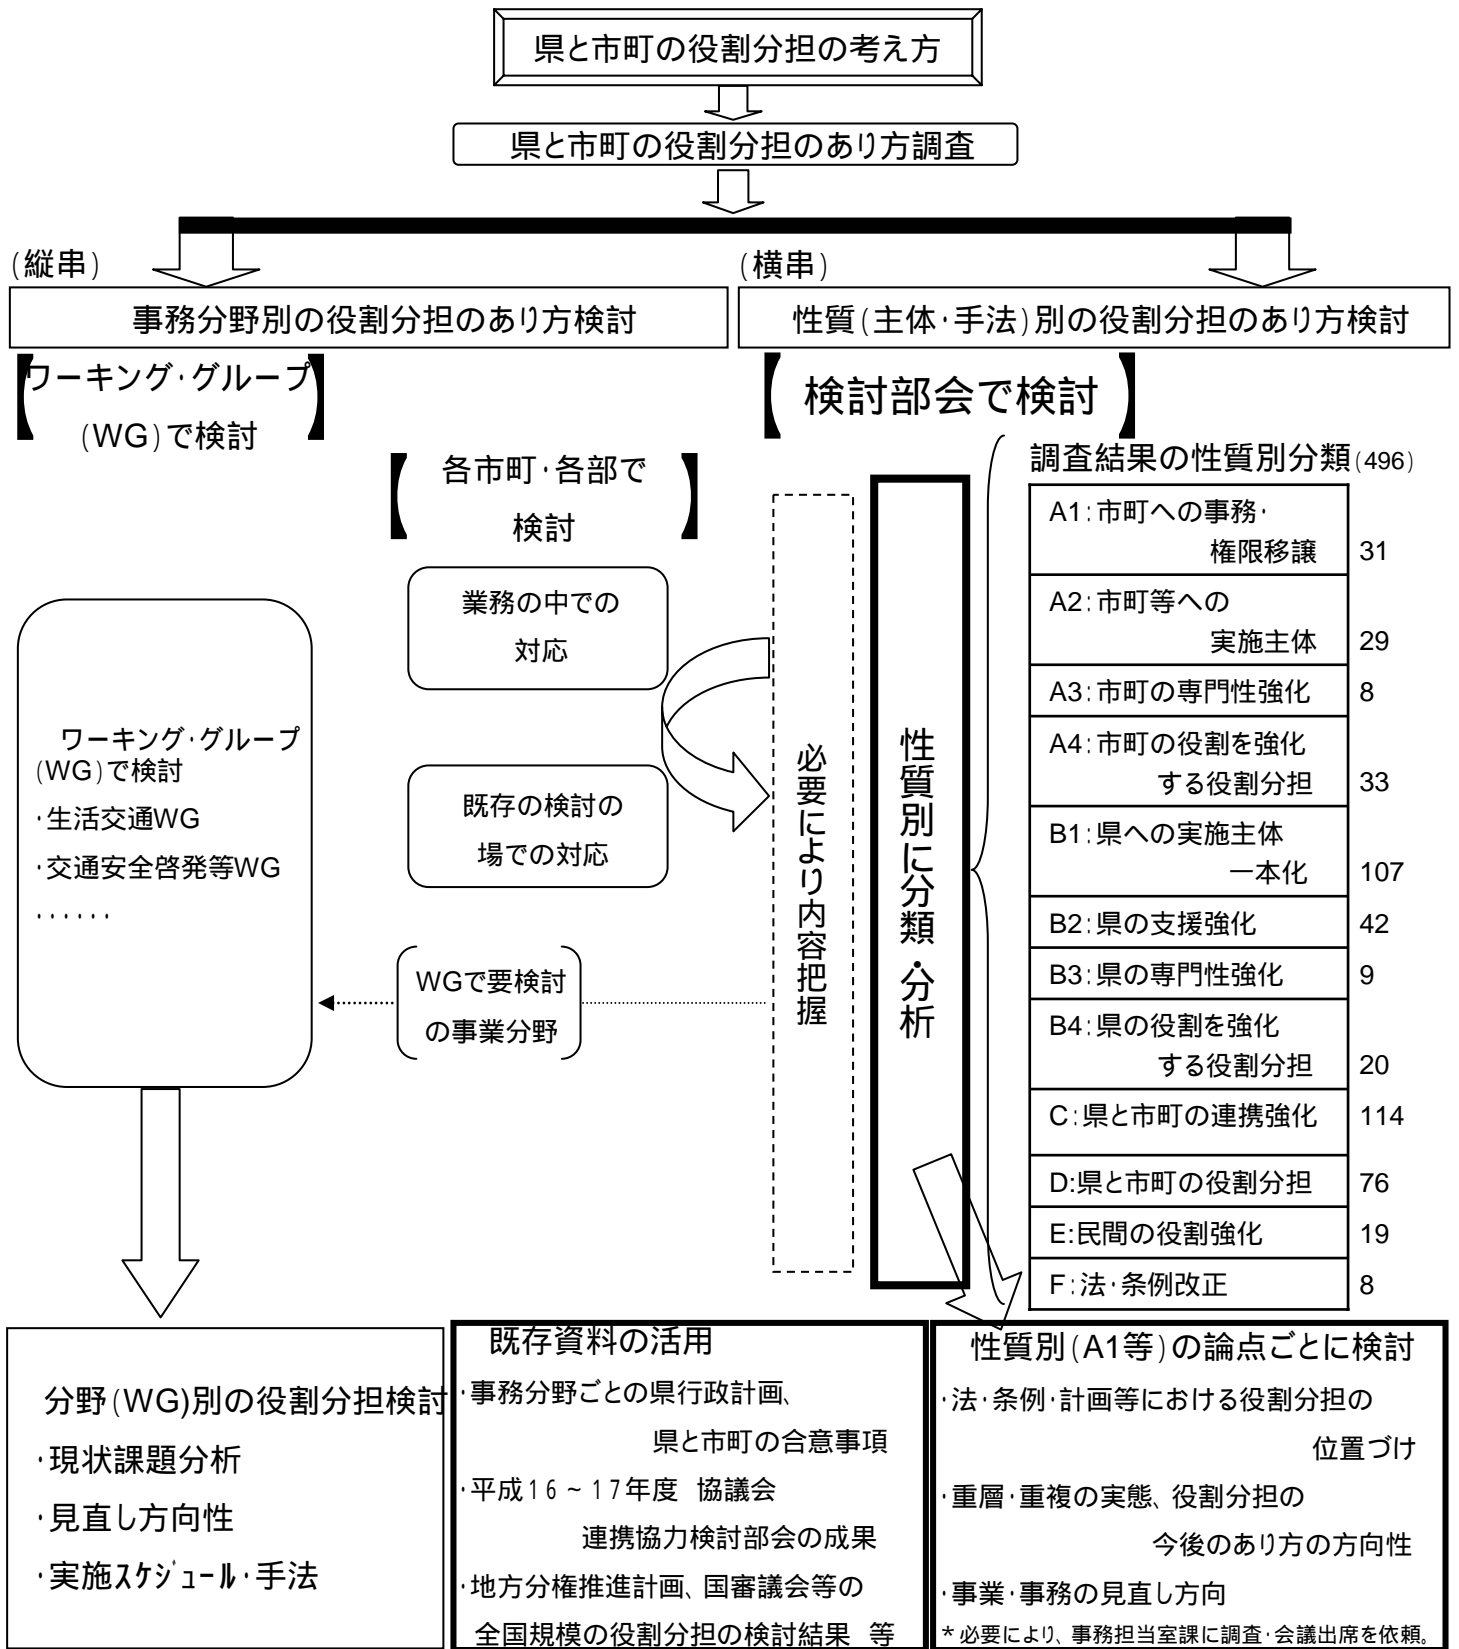 県と市町の役割分担の考え方
県と市町の役割分担のあり方調査
(縦串)
事務分野別の役割分担のあり方検討
【ワーキング・グループ
(WG)で検討】
(横串)
性質(主体・手法)別の役割分担のあり方検討
【検討部会で検討】
【各市町・各部で
検討】
業務の中での
対応
既存の検討の
場での対応
WGで要検討
の事業分野
ワーキング・グループ
(WG)で検討
・生活交通WG
・交通安全啓発等WG
・・・・・・
必要により内容把握
性質別に分類・分析
調査結果の性質別分類(496)
A1:市町への事務・
権限移譲 31
A2:市町等への
実施主体 29
A3:市町の専門性強化 8
A4:市町の役割を強化
する役割分担 33
B1:県への実施主体
一本化 107
B2:県の支援強化 42
B3:県の専門性強化 9
B4:県の役割を強化
する役割分担 20
C:県と市町の連携強化 114
D:県と市町の役割分担 76
E:民間の役割強化 19
F:法・条例改正 8
分野(WG)別の役割分担検討
・現状課題分析
・見直し方向性
・実施スケジュール・手法
既存資料の活用
・事務分野ごとの県行政計画、
県と市町の合意事項
・平成16~17年度 協議会
連携協力検討部会の成果
・地方分権推進計画、国審議会等の
全国規模の役割分担の検討結果 等
性質別(A1等)の論点ごとに検討
・法・条例・計画等における役割分担の
位置づけ
・重層・重複の実態、役割分担の
今後のあり方の方向性
・事業・事務の見直し方向
*必要により、事務担当室課に調査・会議出席を依頼。